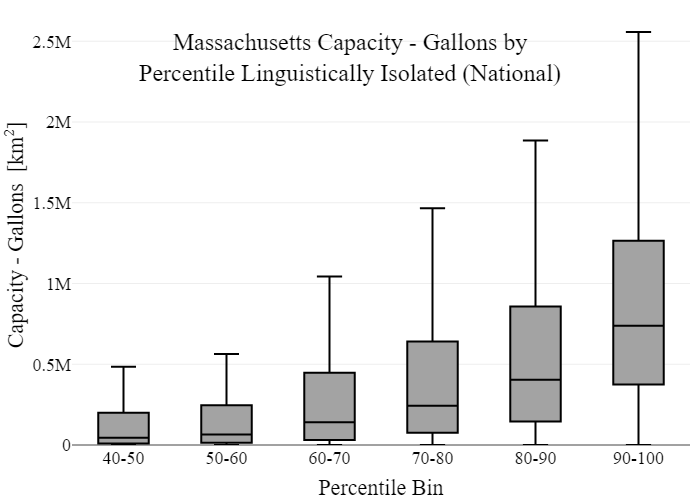 Massachusetts Capacity - Gallons by
Percentile Linguistically Isolated (National)
Capacity - Gallons [km²]
2.5M
2M
1.5M
1M
0.5M
0
40-50 50-60 60-70 70-80 80-90 90-100
Percentile Bin